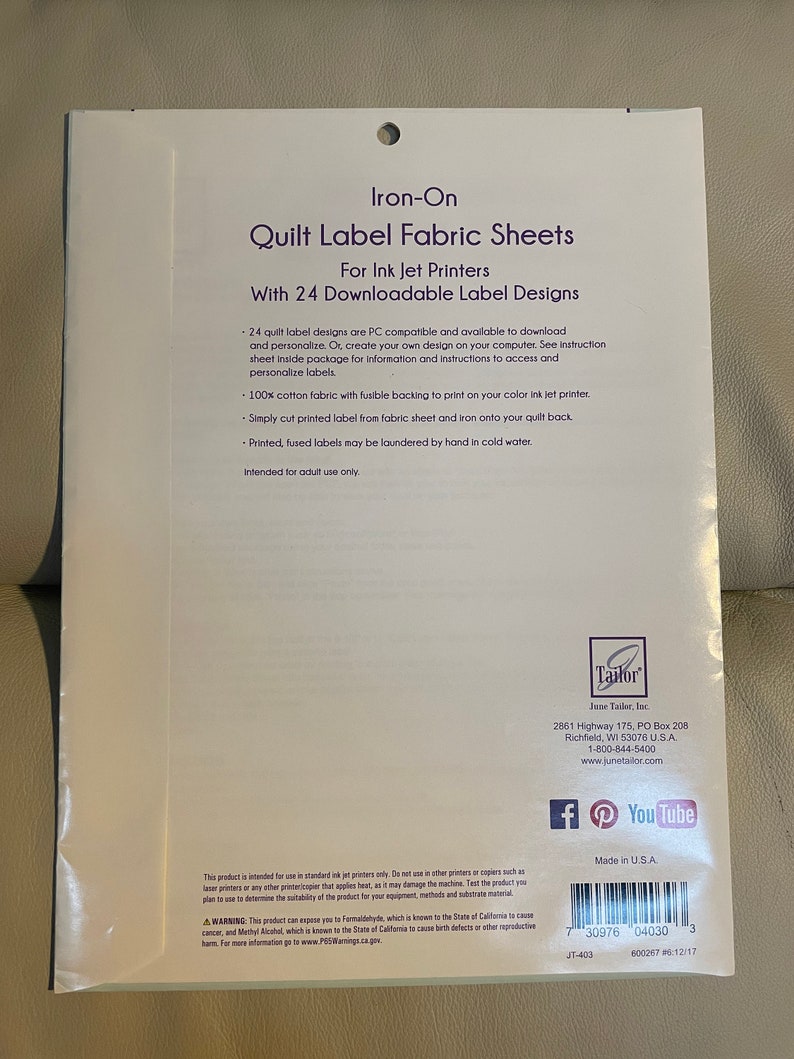 Iron-On
Quilt Label Fabric Sheets
For Ink Jet Printers
With 24 Downloadable Label Designs
· 24 quilt label designs are PC compatible and available to download
and personalize. Or, create your own design on your computer. See instruction
sheet inside package for information and instructions to access and
personalize labels.
· 100% cotton fabric with fusible backing to print on your color ink jet printer.
· Simply cut printed label from fabric sheet and iron onto your quilt back.
· Printed, fused labels may be laundered by hand in cold water.
Intended for adult use only.
J
Tailor®
June Tailor, Inc.
2861 Highway 175, PO Box 208
Richfield, WI 53076 U.S.A.
1-800-844-5400
www.junetailor.com
f YouTube
Made in U.S.A.
This product is intended for use in standard ink jet printers only. Do not use in other printers or copiers such as
laser printers or any other printer/copier that applies heat, as it may damage the machine. Test the product you
plan to use to determine the suitability of the product for your equipment, methods and substrate material.
⚠ WARNING: This product can expose you to Formaldehyde, which is known to the State of California to cause
cancer, and Methyl Alcohol, which is known to the State of California to cause birth defects or other reproductive
harm. For more information go to www.P65Warnings.ca.gov.
7 30976 04030 3
JT-403 600267 #6:12/17